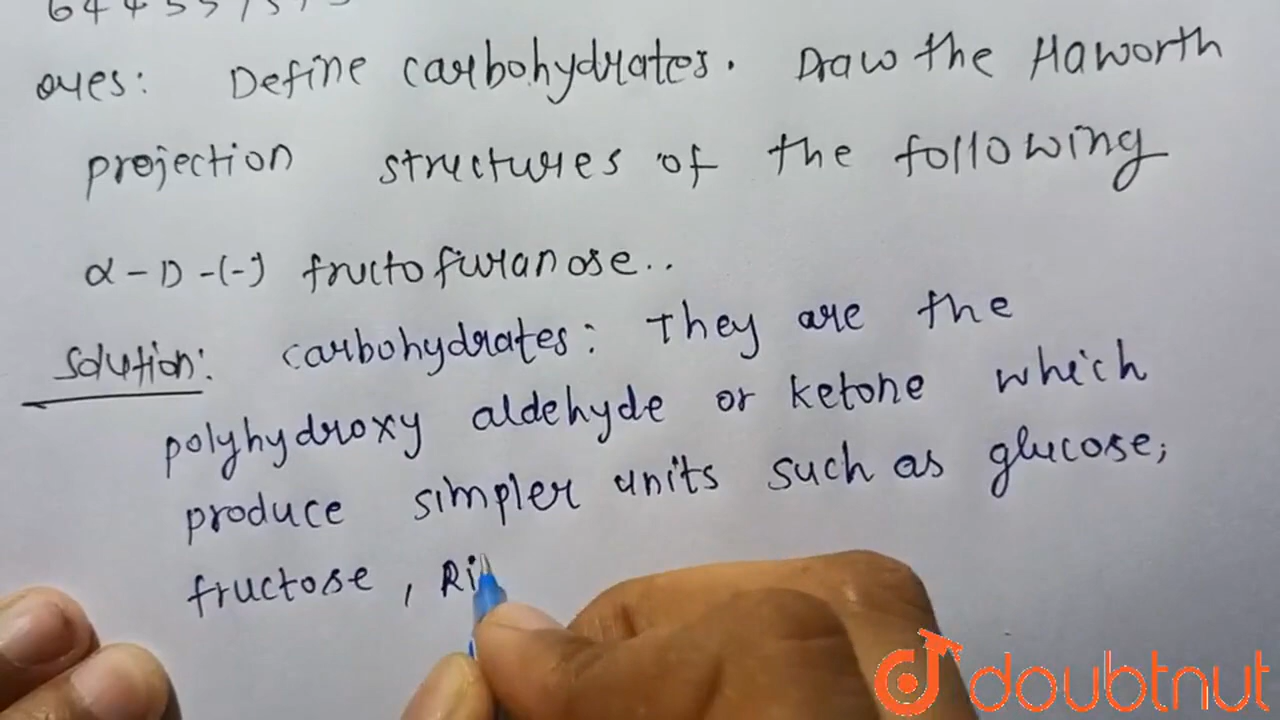 Ques: Define carbohydrates. Draw the Haworth
projection structures of the following
α-D-(-) fructofuranose..
Solution: carbohydrates: They are the
polyhydroxy aldehyde or ketone which
produce simpler units such as glucose,
fructose, Ri
doubtnut